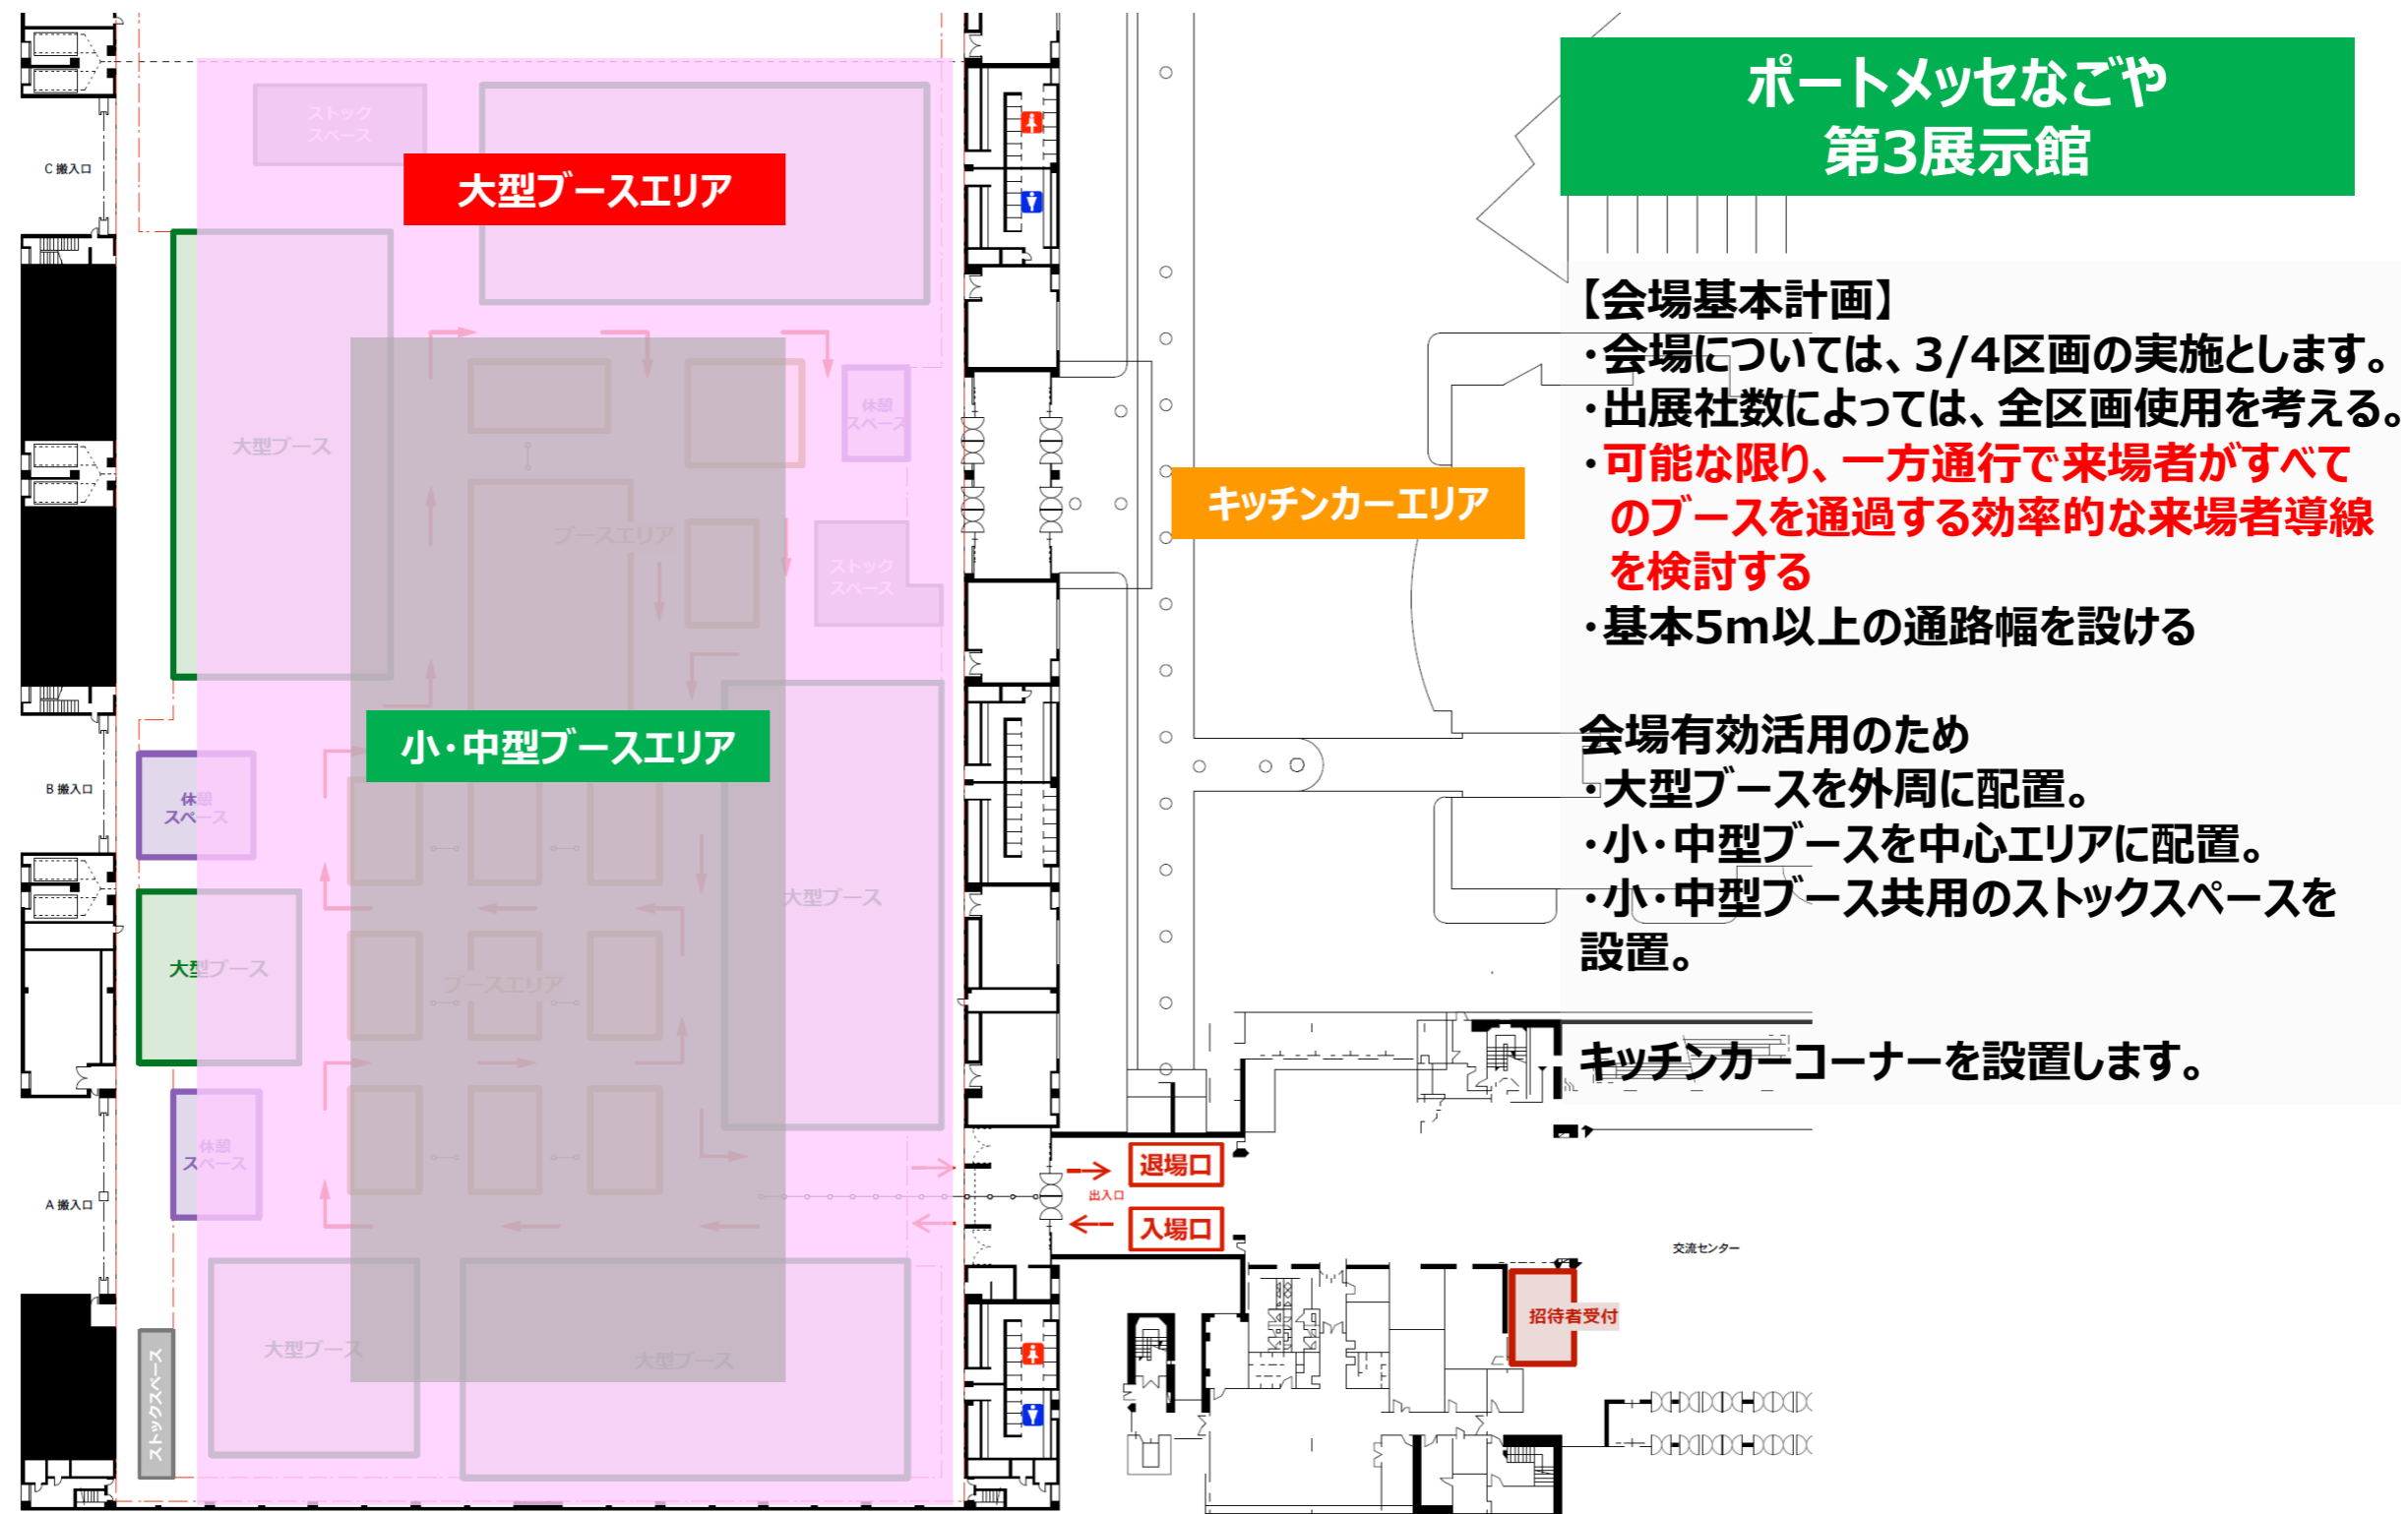 ポートメッセなごや
第3展示館
【会場基本計画】
・会場については、3/4区画の実施とします。
・出展社数によっては、全区画使用を考える。
・可能な限り、一方通行で来場者がすべて
のブースを通過する効率的な来場者導線
を検討する
・基本5m以上の通路幅を設ける
会場有効活用のため
・大型ブースを外周に配置。
・小・中型ブースを中心エリアに配置。
・小・中型ブース共用のストックスペースを
設置。
キッチンカーコーナーを設置します。
ストック
スペース
C 搬入口
大型ブースエリア
休憩
スペース
大型ブース
キッチンカーエリア
ブースエリア
ストック
スペース
小・中型ブースエリア
B 搬入口
休憩
スペース
大型ブース
大型ブース
ブースエリア
休憩
スペース
A 搬入口
退場口
出入口
入場口
交流センター
招待者受付
大型ブース
大型ブース
ストックスペース